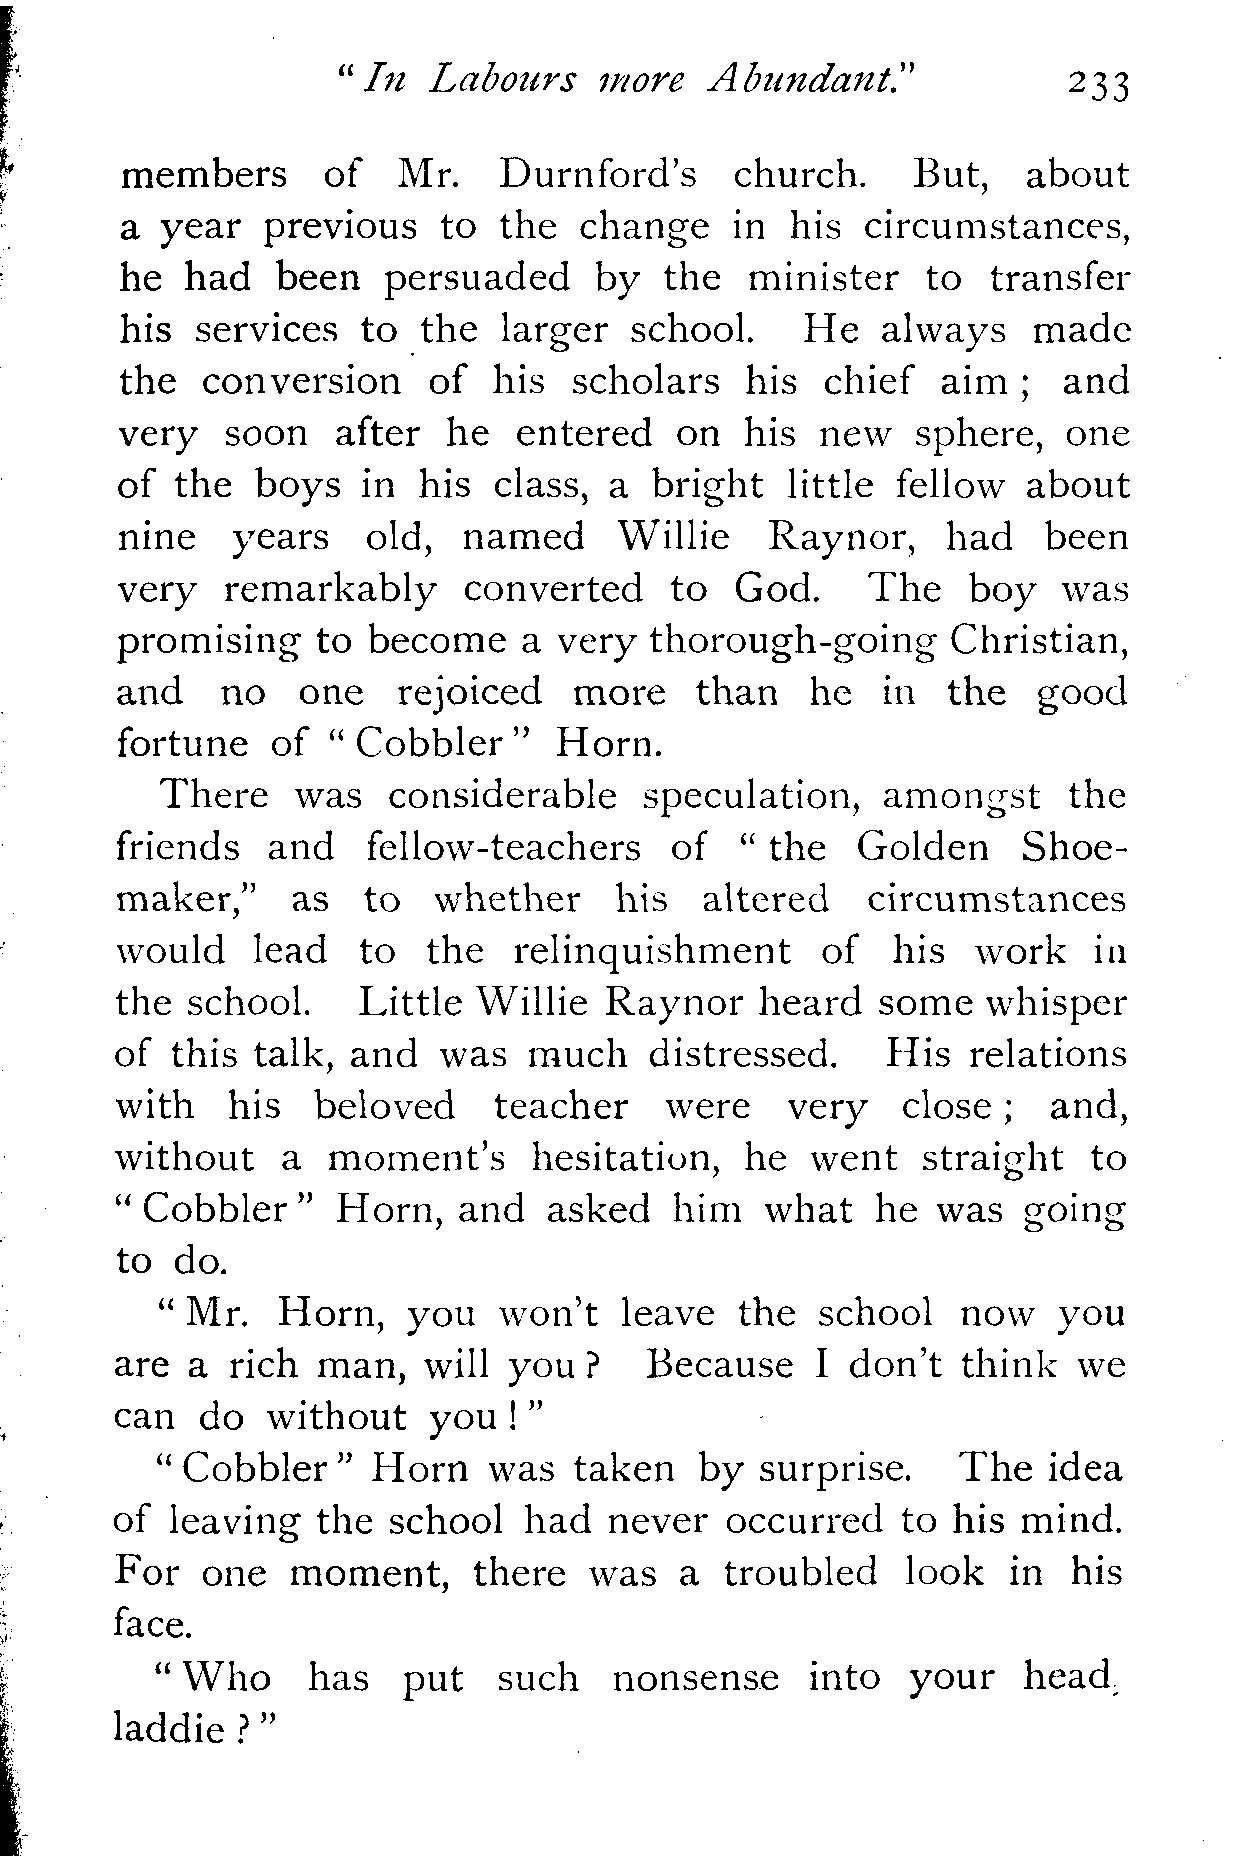 “ In Labours more Abundant.” 233
members of Mr. Durnford’s church. But, about
a year previous to the change in his circumstances,
he had been persuaded by the minister to transfer
his services to the larger school. He always made
the conversion of his scholars his chief aim ; and
very soon after he entered on his new sphere, one
of the boys in his class, a bright little fellow about
nine years old, named Willie Raynor, had been
very remarkably converted to God. The boy was
promising to become a very thorough-going Christian,
and no one rejoiced more than he in the good
fortune of “ Cobbler ” Horn.
There was considerable speculation, amongst the
friends and fellow-teachers of “ the Golden Shoe-
maker,” as to whether his altered circumstances
would lead to the relinquishment of his work in
the school. Little Willie Raynor heard some whisper
of this talk, and was much distressed. His relations
with his beloved teacher were very close ; and,
without a moment’s hesitation, he went straight to
“ Cobbler ” Horn, and asked him what he was going
to do.
“ Mr. Horn, you won’t leave the school now you
are a rich man, will you ? Because I don’t think we
can do without you ! ”
“ Cobbler ” Horn was taken by surprise. The idea
of leaving the school had never occurred to his mind.
For one moment, there was a troubled look in his
face.
“ Who has put such nonsense into your head,
laddie ? ”